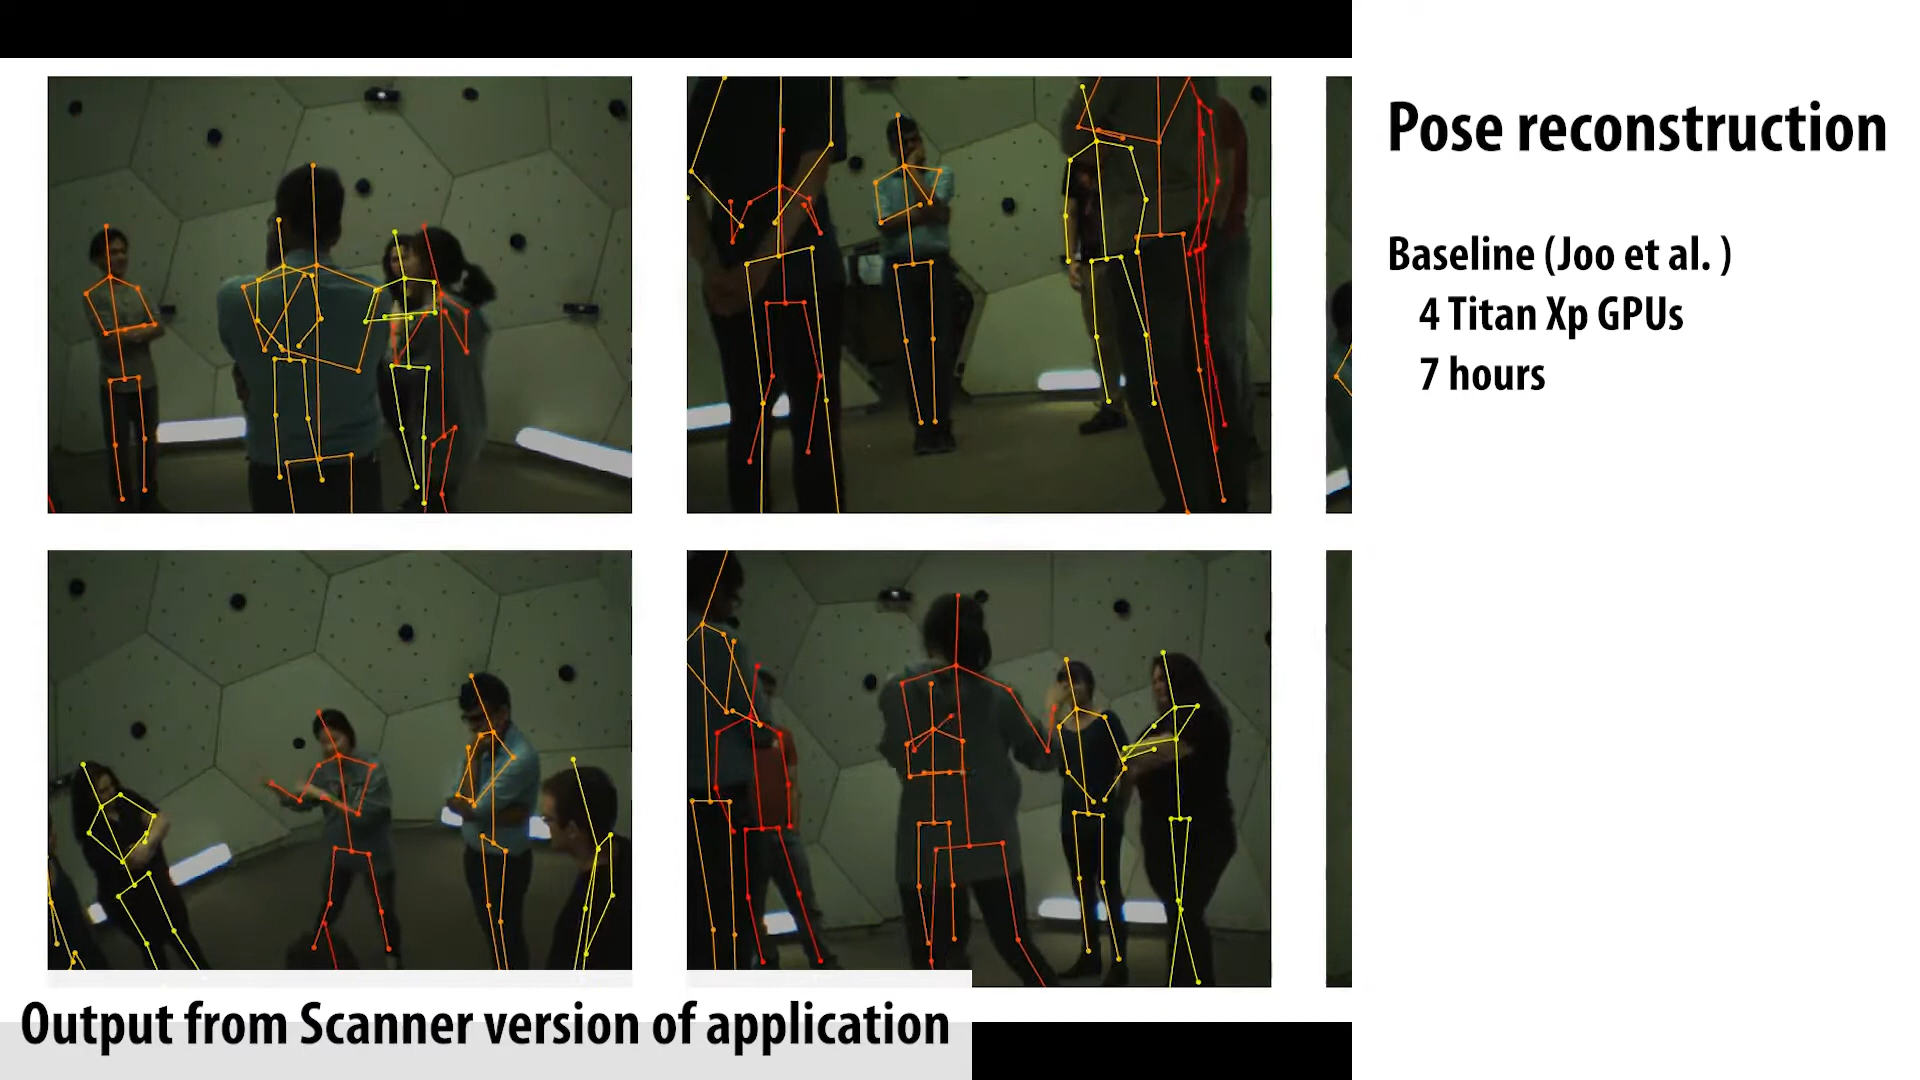 Pose reconstruction
Baseline (Joo et al. )
4 Titan Xp GPUs
7 hours
Output from Scanner version of application